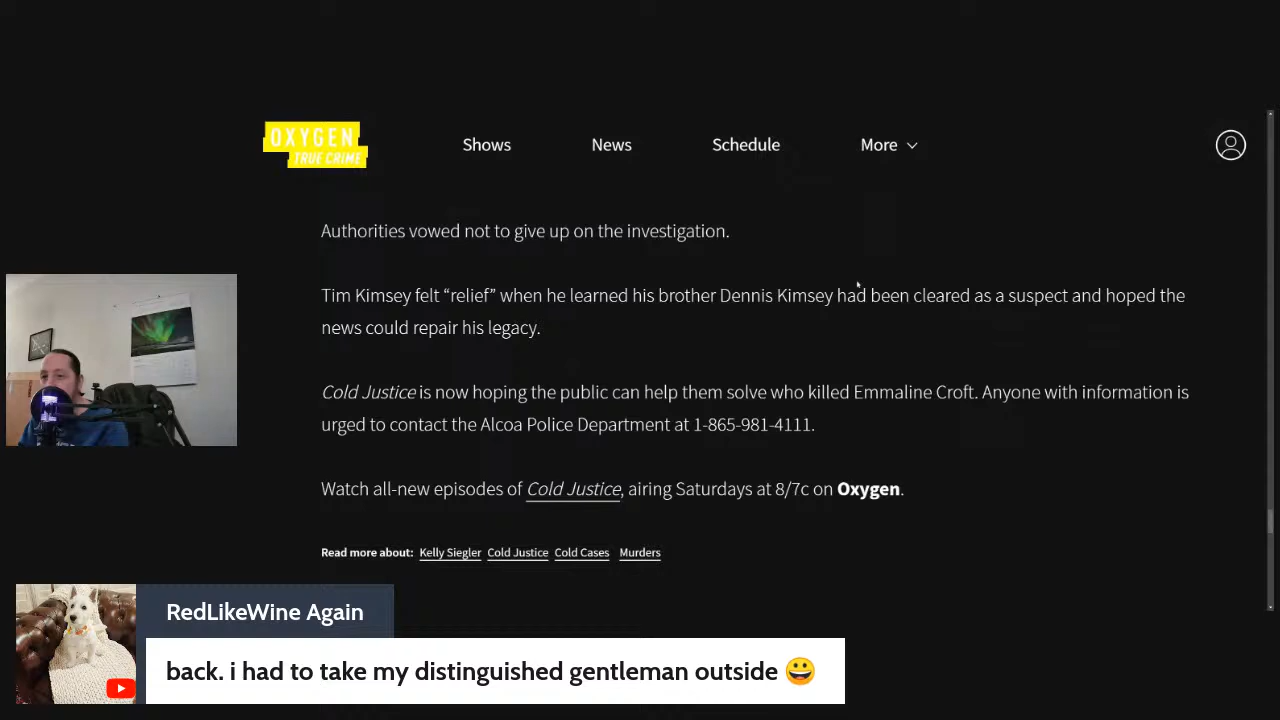 OXYGEN
TRUE CRIME
Shows
News
Schedule
More
Authorities vowed not to give up on the investigation.
Tim Kimsey felt “relief” when he learned his brother Dennis Kimsey had been cleared as a suspect and hoped the
news could repair his legacy.
Cold Justice is now hoping the public can help them solve who killed Emmaline Croft. Anyone with information is
urged to contact the Alcoa Police Department at 1-865-981-4111.
Watch all-new episodes of Cold Justice, airing Saturdays at 8/7c on Oxygen.
Read more about: Kelly Siegler Cold Justice Cold Cases Murders
RedLikeWine Again
back. i had to take my distinguished gentleman outside 😀